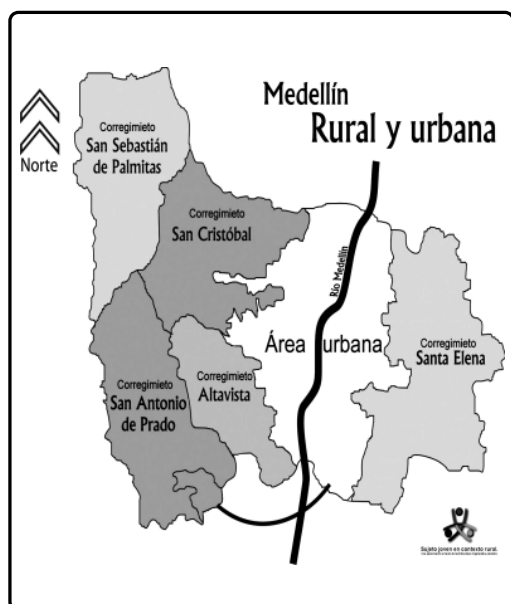 Medellín
Rural y urbana
Norte
Corregimieto
San Sebastián
de Palmitas
Corregimieto
San Cristóbal
Río Medellín
Área urbana
Corregimieto
Santa Elena
Corregimieto
Altavista
Corregimieto
San Antonio
de Prado
Sujeto joven en contexto rural